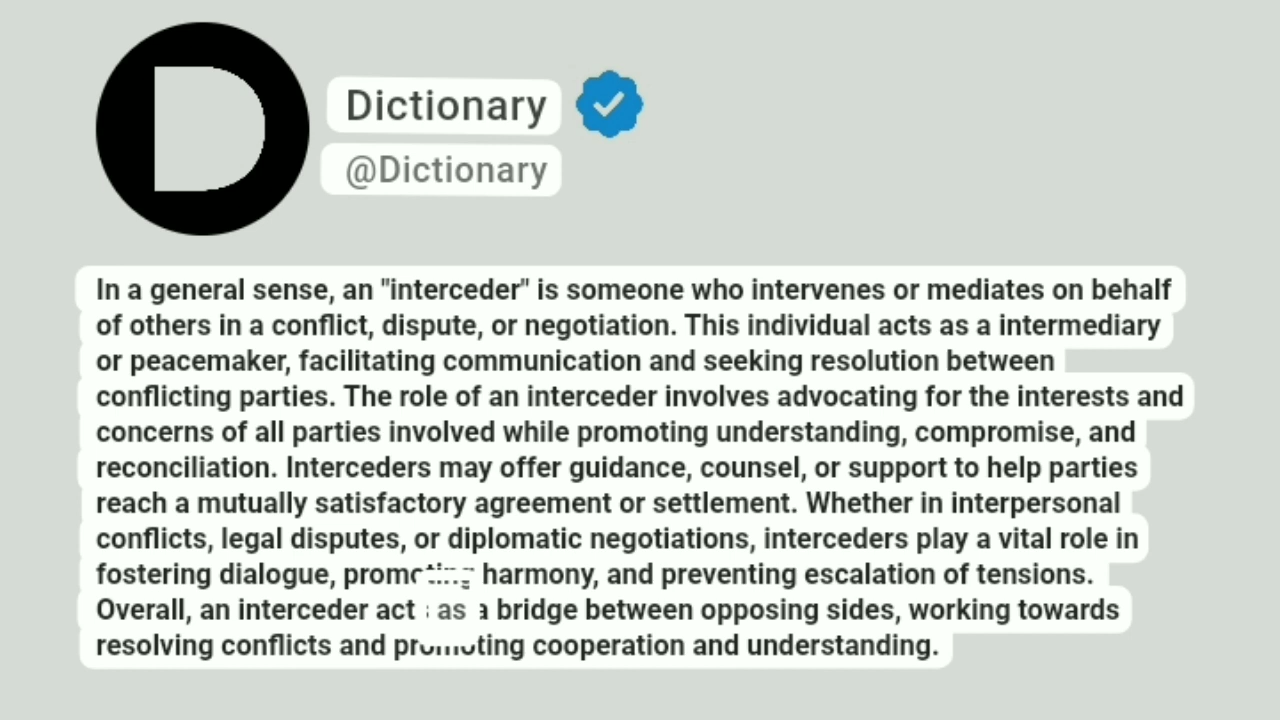 D
Dictionary
@Dictionary
In a general sense, an "interceder" is someone who intervenes or mediates on behalf
of others in a conflict, dispute, or negotiation. This individual acts as a intermediary
or peacemaker, facilitating communication and seeking resolution between
conflicting parties. The role of an interceder involves advocating for the interests and
concerns of all parties involved while promoting understanding, compromise, and
reconciliation. Interceders may offer guidance, counsel, or support to help parties
reach a mutually satisfactory agreement or settlement. Whether in interpersonal
conflicts, legal disputes, or diplomatic negotiations, interceders play a vital role in
fostering dialogue, promoting harmony, and preventing escalation of tensions.
Overall, an interceder acts as a bridge between opposing sides, working towards
resolving conflicts and promoting cooperation and understanding.